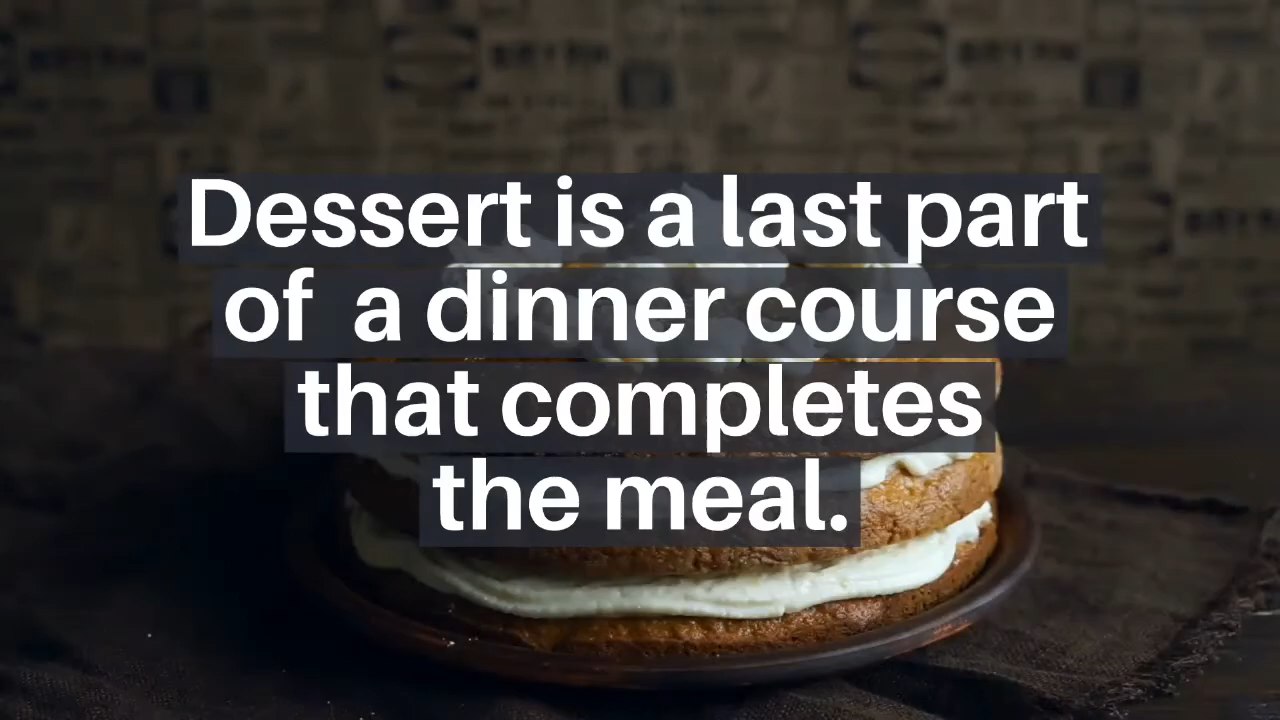 Dessert is a last part
of  a dinner course
that completes
the meal.